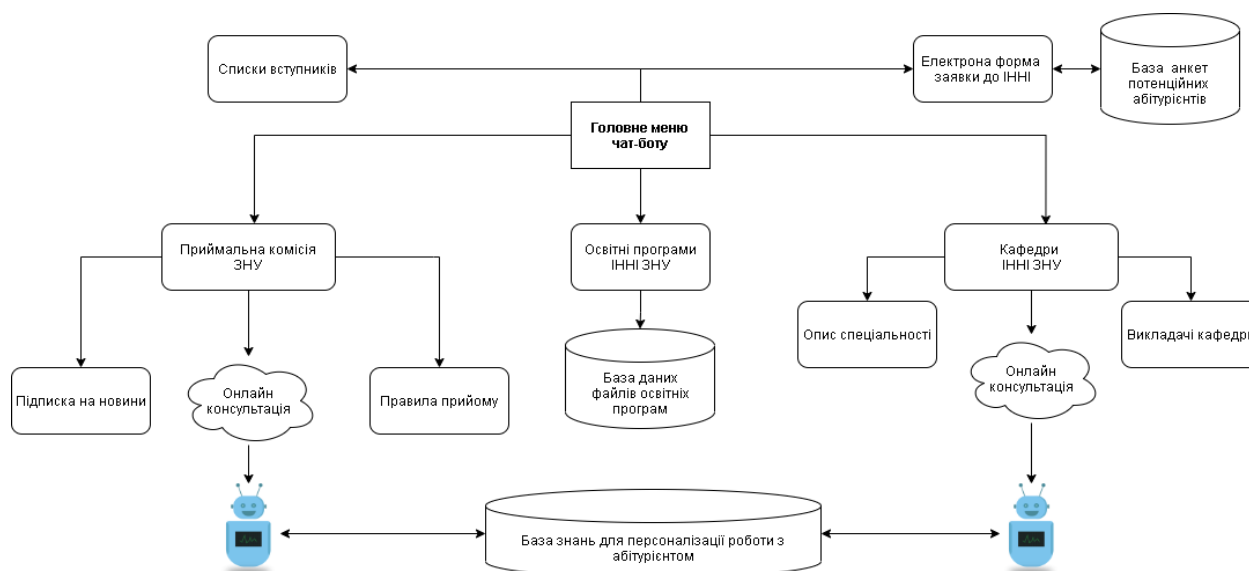 Списки вступників
Електрона форма
заявки до ІННІ
База анкет
потенційних
абітурієнтів
Головне меню
чат-боту
Приймальна комісія
ЗНУ
Освітні програми
ІННІ ЗНУ
Кафедри
ІННІ ЗНУ
Опис спеціальності
Викладачі кафедри
Підписка на новини
Онлайн
консультація
Правила прийому
База даних
файлів освітніх
програм
Онлайн
консультація
База знань для персоналізації роботи з
абітурієнтом